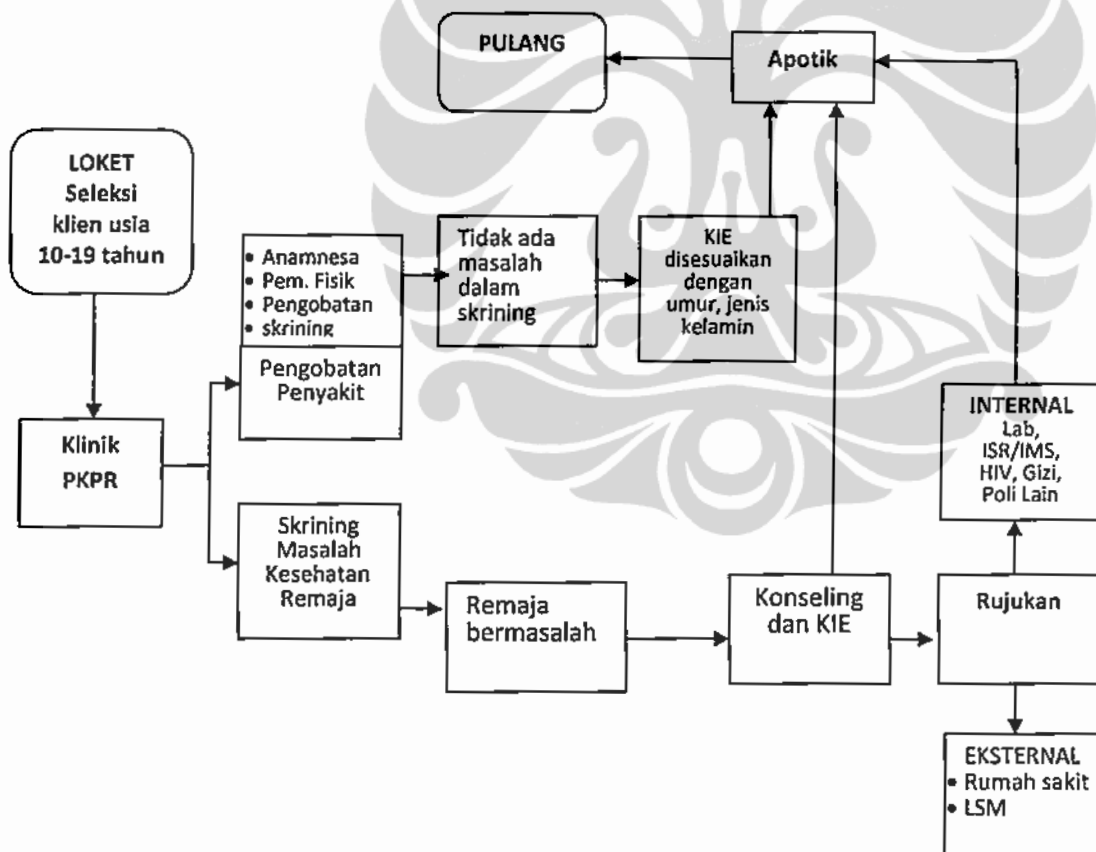 PULANG
Apotik
LOKET
Seleksi
klien usia
10-19 tahun
• Anamnesa
• Pem. Fisik
• Pengobatan
• skrining
Pengobatan
Penyakit
Tidak ada
masalah
dalam
skrining
KIE
disesuaikan
dengan
umur, jenis
kelamin
Klinik
PKPR
Skrining
Masalah
Kesehatan
Remaja
Remaja
bermasalah
Konseling
dan KIE
INTERNAL
Lab,
ISR/IMS,
HIV, Gizi,
Poli Lain
Rujukan
EKSTERNAL
• Rumah sakit
• LSM